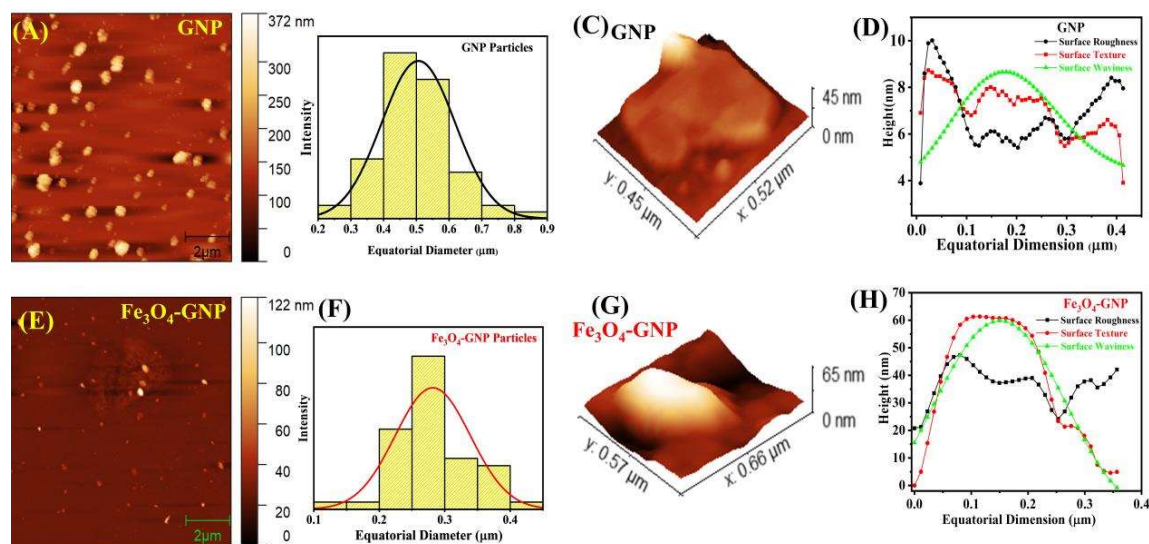 (A) GNP
372 nm
300
250
200
150
100
0
2μm
GNP Particles
Intensity
0.2 0.3 0.4 0.5 0.6 0.7 0.8 0.9
Equatorial Diameter (μm)
(C) GNP
45 nm
0 nm
y: 0.45 μm
x: 0.52 μm
(D) GNP
Surface Roughness
Surface Texture
Surface Waviness
Height(nm)
10
8
6
4
0.0 0.1 0.2 0.3 0.4
Equatorial Dimension (μm)
(E) Fe₃O₄-GNP
122 nm
100
80
60
40
20
0
2μm
(F)
Fe₃O₄-GNP Particles
Intensity
0.1 0.2 0.3 0.4
Equatorial Diameter (μm)
(G)
Fe₃O₄-GNP
65 nm
0 nm
y: 0.57 μm
x: 0.66 μm
(H) Fe₃O₄-GNP
Surface Roughness
Surface Texture
Surface Waviness
Height (nm)
70
60
50
40
30
20
10
0
0.0 0.1 0.2 0.3 0.4
Equatorial Dimension (μm)